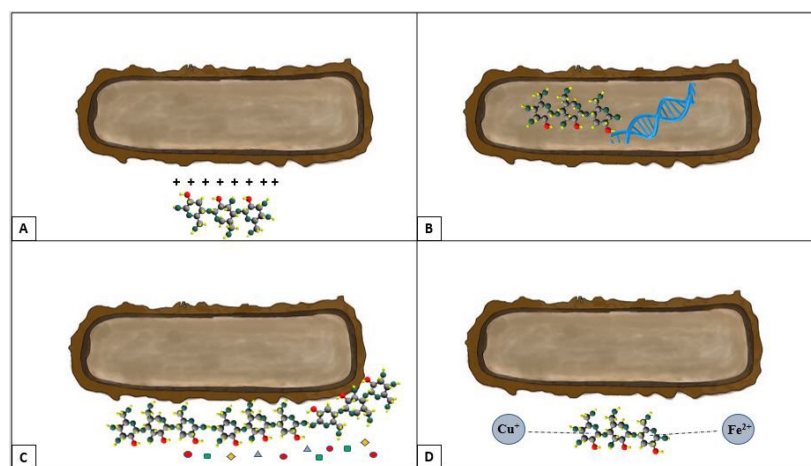 + + + + + + + +
A
B
C
Cu⁺
Fe²⁺
D